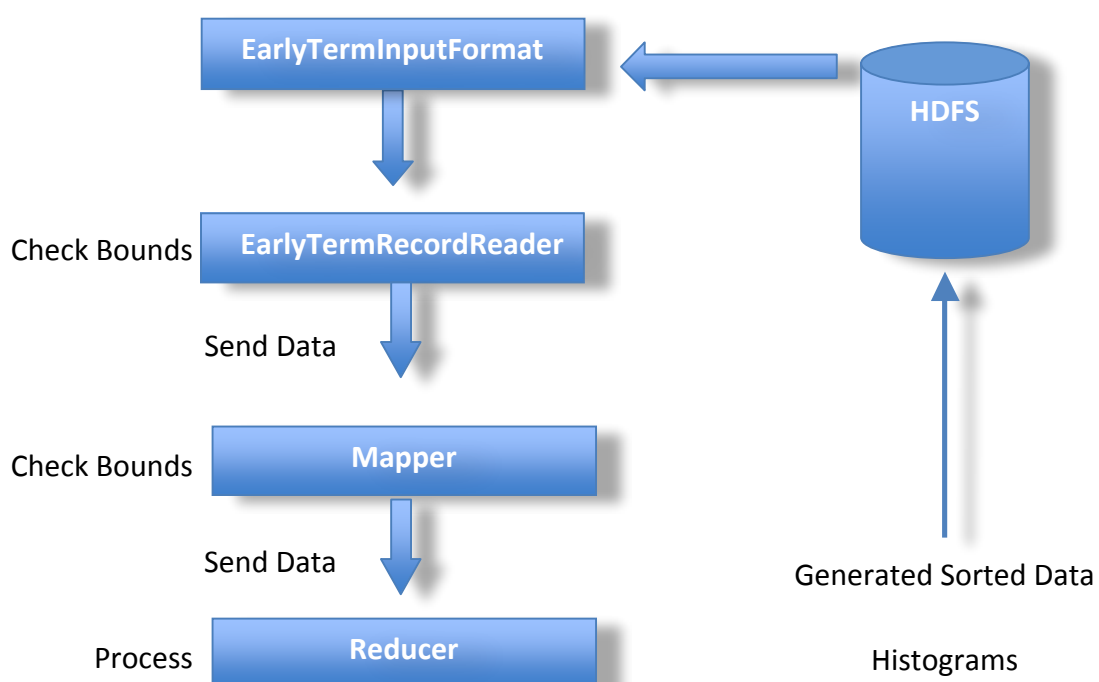 EarlyTermInputFormat
HDFS
Check Bounds
EarlyTermRecordReader
Send Data
Check Bounds
Mapper
Send Data
Generated Sorted Data
Process
Reducer
Histograms